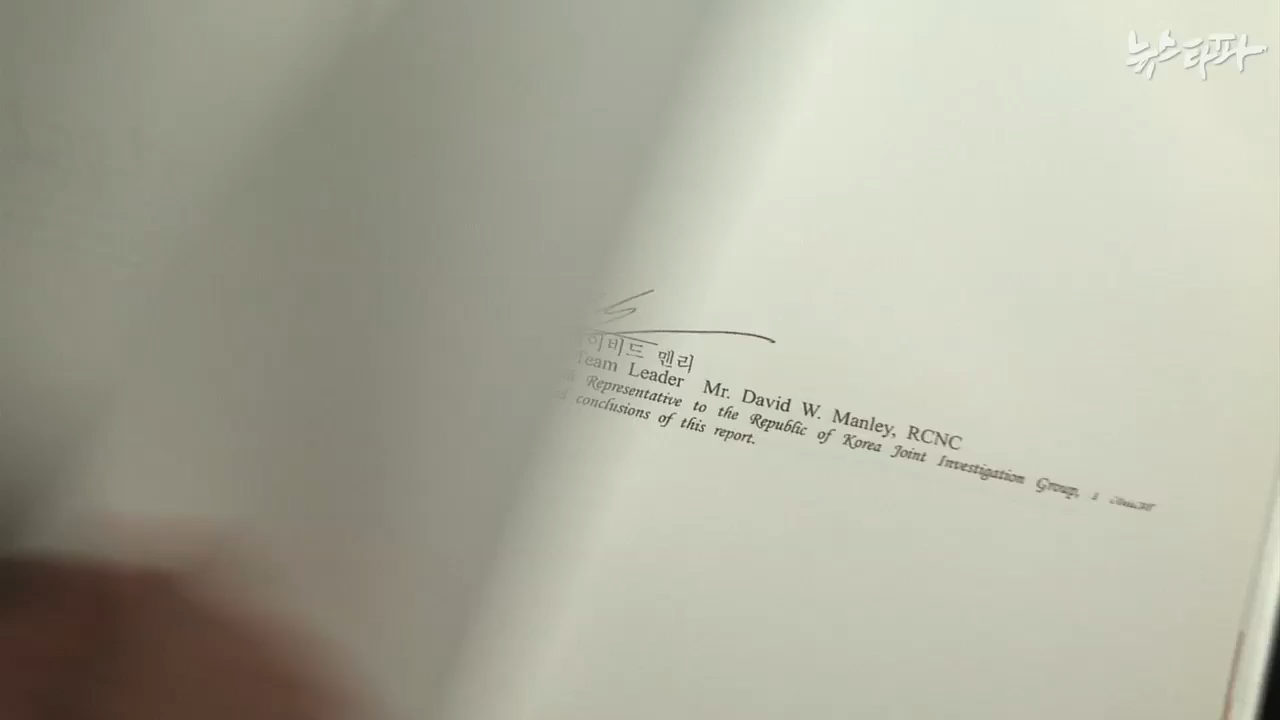 뉴스타파
이비드 맨리
Team Leader Mr. David W. Manley, RCNC
Representative to the Republic of Korea Joint Investigation Group, I
conclusions of this report.